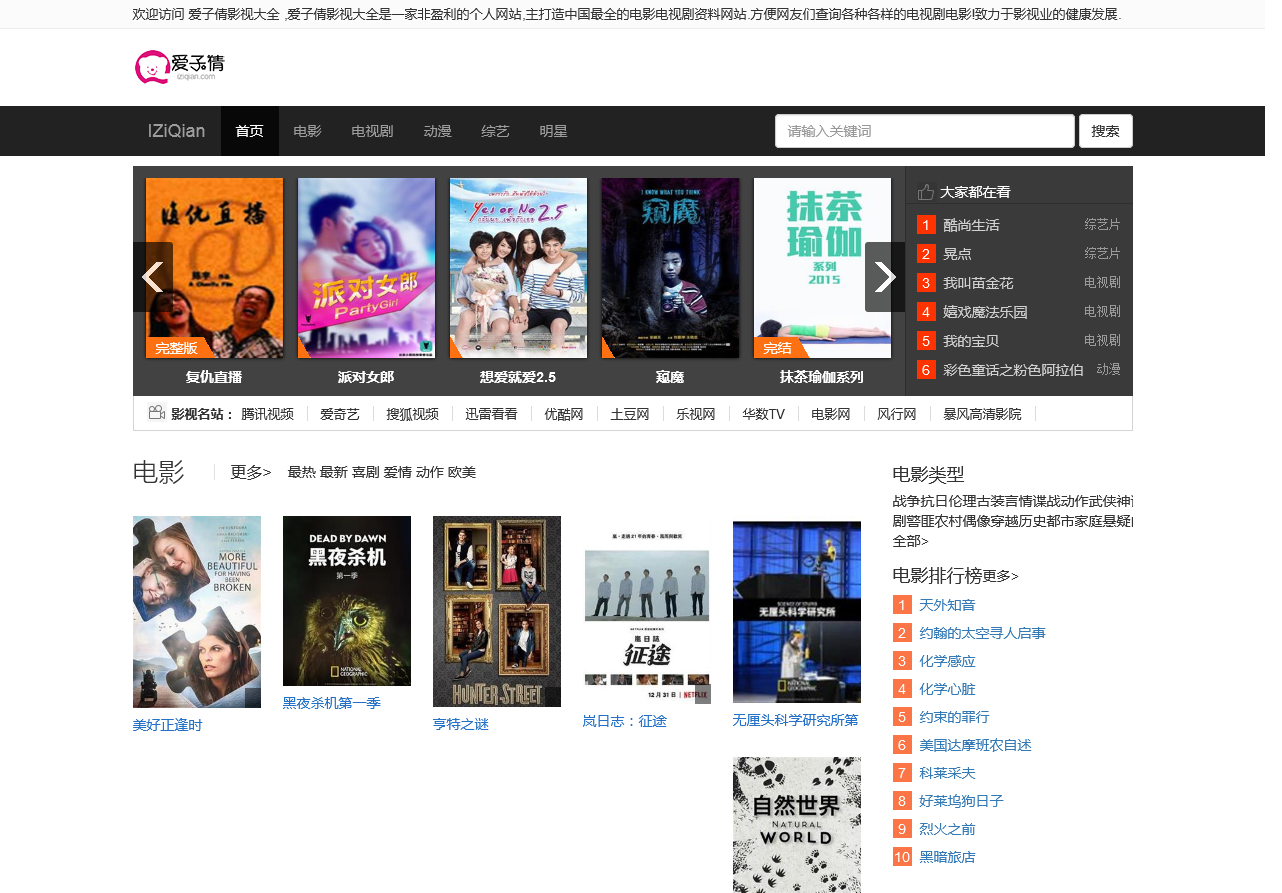 欢迎访问 爱子倩影视大全 ,爱子倩影视大全是一家非盈利的个人网站,主打造中国最全的电影电视剧资料网站.方便网友们查询各种各样的电视剧电影!致力于影视业的健康发展.
爱子倩
iziqian.com
IZiQian 首页 电影 电视剧 动漫 综艺 明星 请输入关键词 搜索
復仇直播
派对女郎
PartyGirl
Yes or No 2.5
I KNOW WHAT YOU THINK
窥魔
抹茶
瑜伽
系列
2015
完整版
完结
复仇直播 派对女郎 想爱就爱2.5 窥魔 抹茶瑜伽系列
大家都在看
1 酷尚生活 综艺片
2 晃点 综艺片
3 我叫苗金花 电视剧
4 嬉戏魔法乐园 电视剧
5 我的宝贝 电视剧
6 彩色童话之粉色阿拉伯 动漫
影视名站： 腾讯视频 爱奇艺 搜狐视频 迅雷看看 优酷网 土豆网 乐视网 华数TV 电影网 风行网 暴风高清影院
电影 更多> 最热 最新 喜剧 爱情 动作 欧美
MORE
BEAUTIFUL
FOR HAVING
BEEN
BROKEN
美好正逢时
DEAD BY DAWN
黑夜杀机
第一季
NATIONAL
GEOGRAPHIC
黑夜杀机第一季
HUNTER STREET
亨特之谜
嵐日誌
征途
12月31日 | NETFLIX
岚日志：征途
无厘头科学研究所
NATIONAL
GEOGRAPHIC
无厘头科学研究所第
自然世界
NATURAL
WORLD
电影类型
战争抗日伦理古装言情谍战动作武侠神
剧警匪农村偶像穿越历史都市家庭悬疑
全部>
电影排行榜更多>
1 天外知音
2 约翰的太空寻人启事
3 化学感应
4 化学心脏
5 约束的罪行
6 美国达摩班农自述
7 科莱采夫
8 好莱坞狗日子
9 烈火之前
10 黑暗旅店